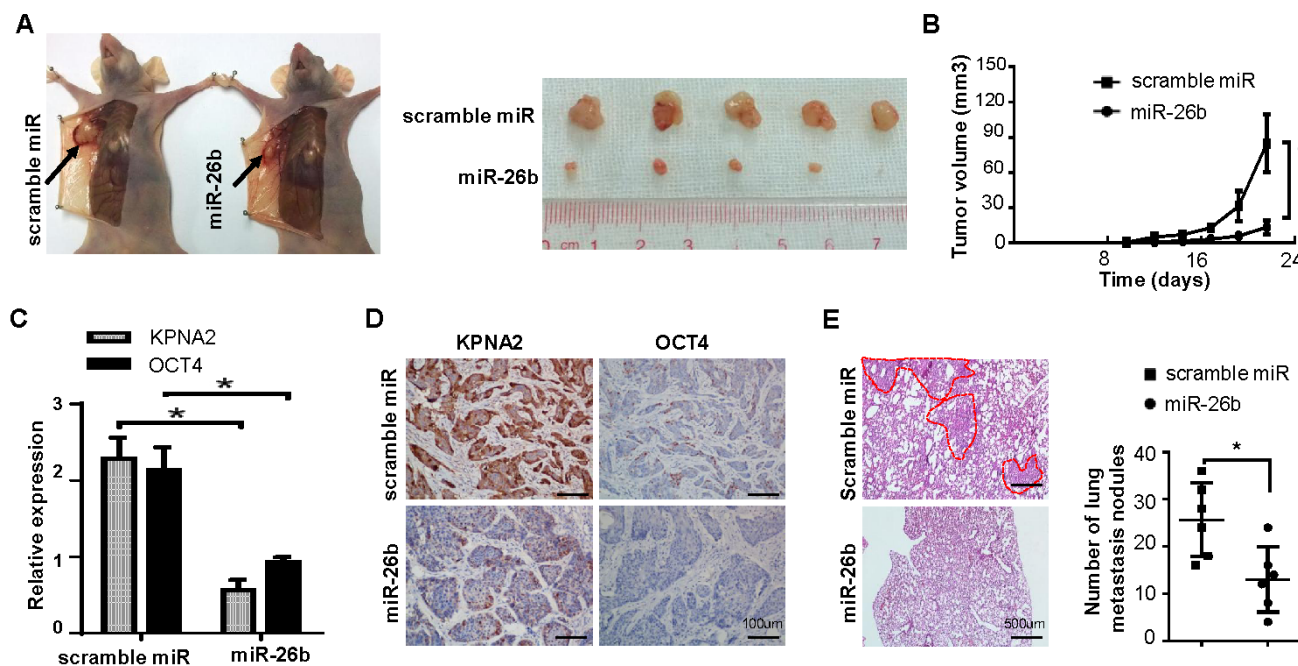 A
scramble miR
miR-26b
scramble miR
miR-26b
0 cm 1 2 3 4 5 6 7
B
Tumor volume (mm3)
150
120
90
60
30
0
8
16
24
Time (days)
scramble miR
miR-26b
C
KPNA2
OCT4
Relative expression
3
2
1
0
*
*
scramble miR
miR-26b
D
KPNA2
OCT4
scramble miR
miR-26b
100um
E
Scramble miR
miR-26b
500um
scramble miR
miR-26b
Number of lung
metastasis nodules
40
30
20
10
0
*